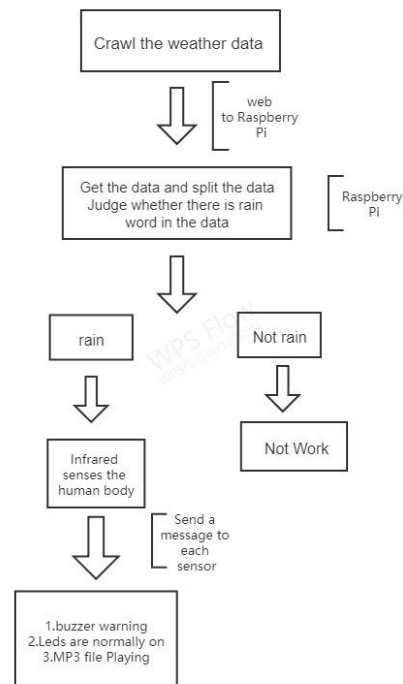 Crawl the weather data
web
to Raspberry
Pi
Get the data and split the data
Judge whether there is rain
word in the data
Raspberry
Pi
WPS Flow
rain
Not rain
Infrared
senses the
human body
Not Work
Send a
message to
each
sensor
1.buzzer warning
2.Leds are normally on
3.MP3 file Playing